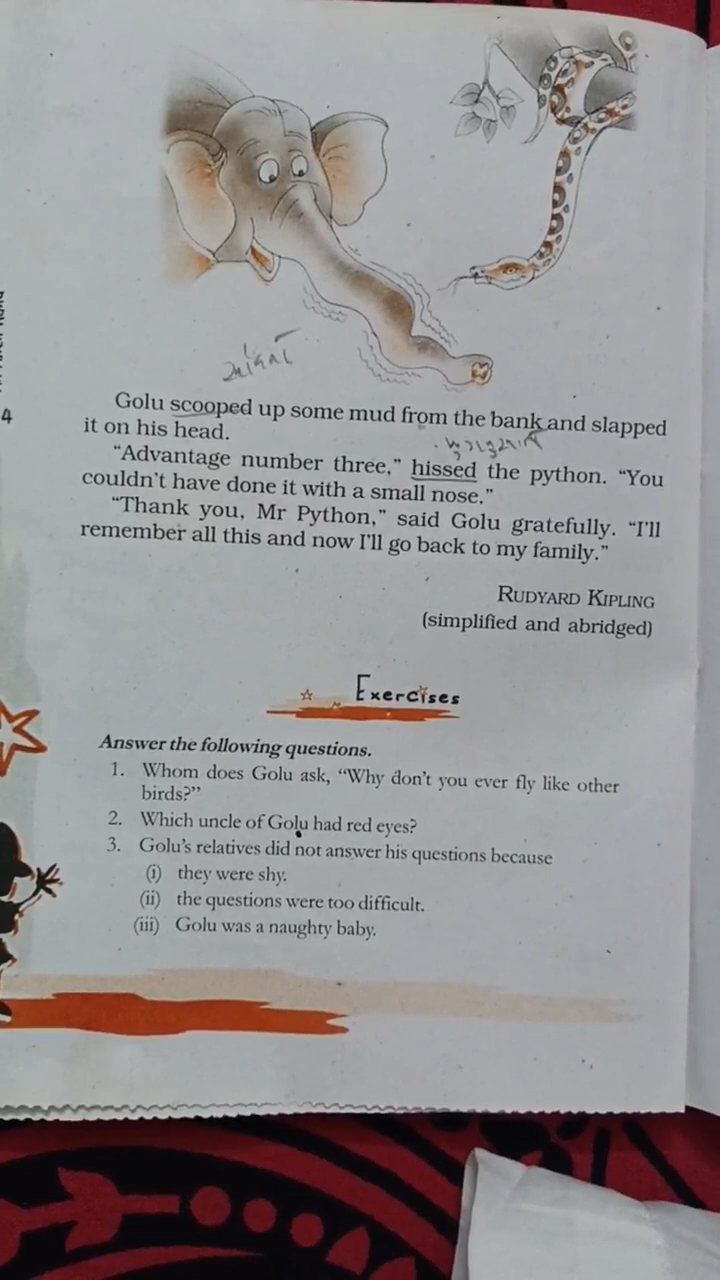 4
Golu scooped up some mud from the bank and slapped
it on his head.
“Advantage number three,” hissed the python. “You
couldn’t have done it with a small nose.”
“Thank you, Mr Python,” said Golu gratefully. “I’ll
remember all this and now I’ll go back to my family.”
RUDYARD KIPLING
(simplified and abridged)
Exercises
Answer the following questions.
1. Whom does Golu ask, “Why don’t you ever fly like other
birds?”
2. Which uncle of Golu had red eyes?
3. Golu’s relatives did not answer his questions because
(i) they were shy.
(ii) the questions were too difficult.
(iii) Golu was a naughty baby.